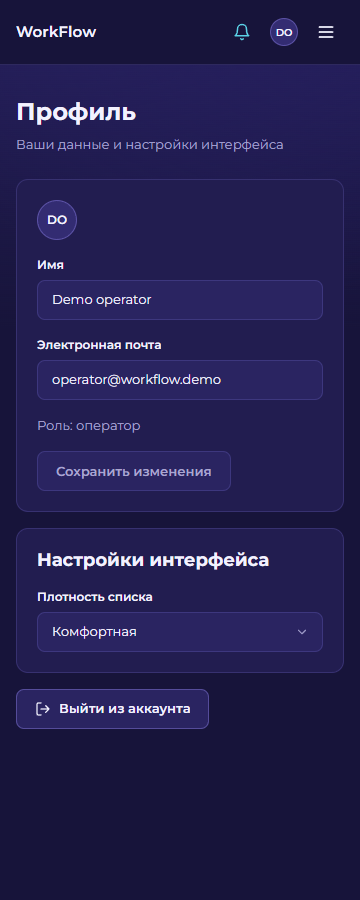 WorkFlow
DO
Профиль
Ваши данные и настройки интерфейса
DO
Имя
Demo operator
Электронная почта
operator@workflow.demo
Роль: оператор
Сохранить изменения
Настройки интерфейса
Плотность списка
Комфортная
Выйти из аккаунта